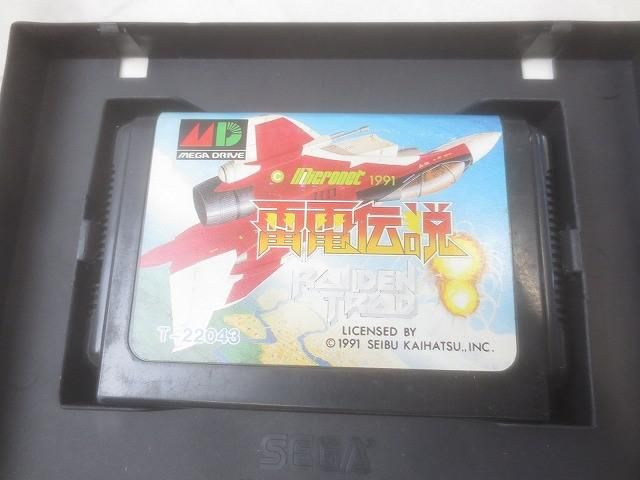 MD
MEGA DRIVE
© Micronet 1991
雷電伝説
RAIDEN
TRAD
T-22043
LICENSED BY
© 1991 SEIBU KAIHATSU., INC.
SEGA